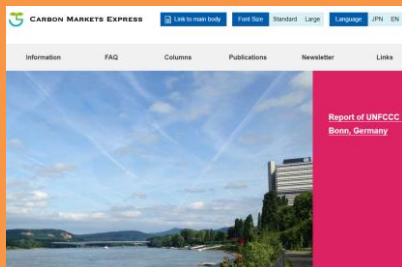 CARBON MARKETS EXPRESS
Link to main body
Font Size Standard Large
Language JPN EN
Information FAQ Columns Publications Newsletter Links
Report of UNFCCC
Bonn, Germany